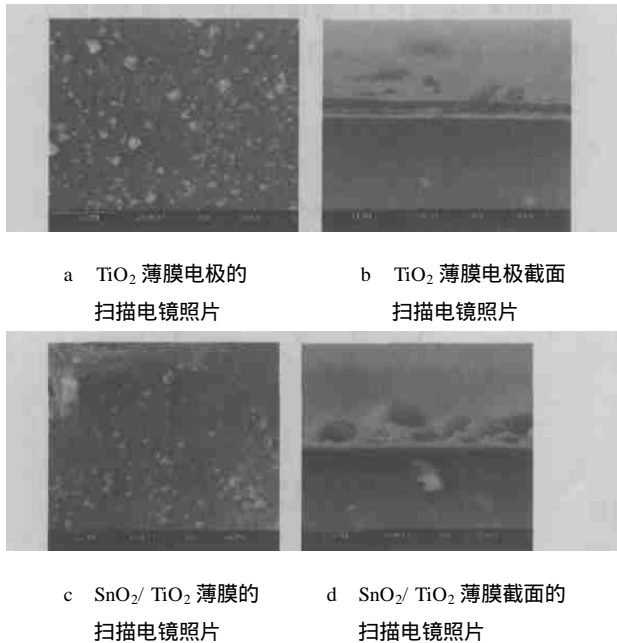 a TiO₂ 薄膜电极的
扫描电镜照片
b TiO₂ 薄膜电极截面
扫描电镜照片
c SnO₂/ TiO₂ 薄膜的
扫描电镜照片
d SnO₂/ TiO₂ 薄膜截面的
扫描电镜照片